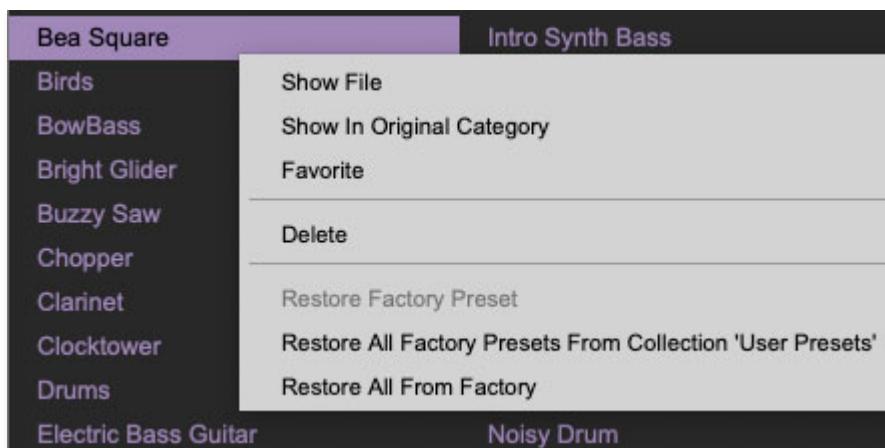 Bea Square
Intro Synth Bass
Birds
Show File
BowBass
Show In Original Category
Bright Glider
Favorite
Buzzy Saw
Delete
Chopper
Clarinet
Restore Factory Preset
Clocktower
Restore All Factory Presets From Collection 'User Presets'
Drums
Restore All From Factory
Electric Bass Guitar
Noisy Drum